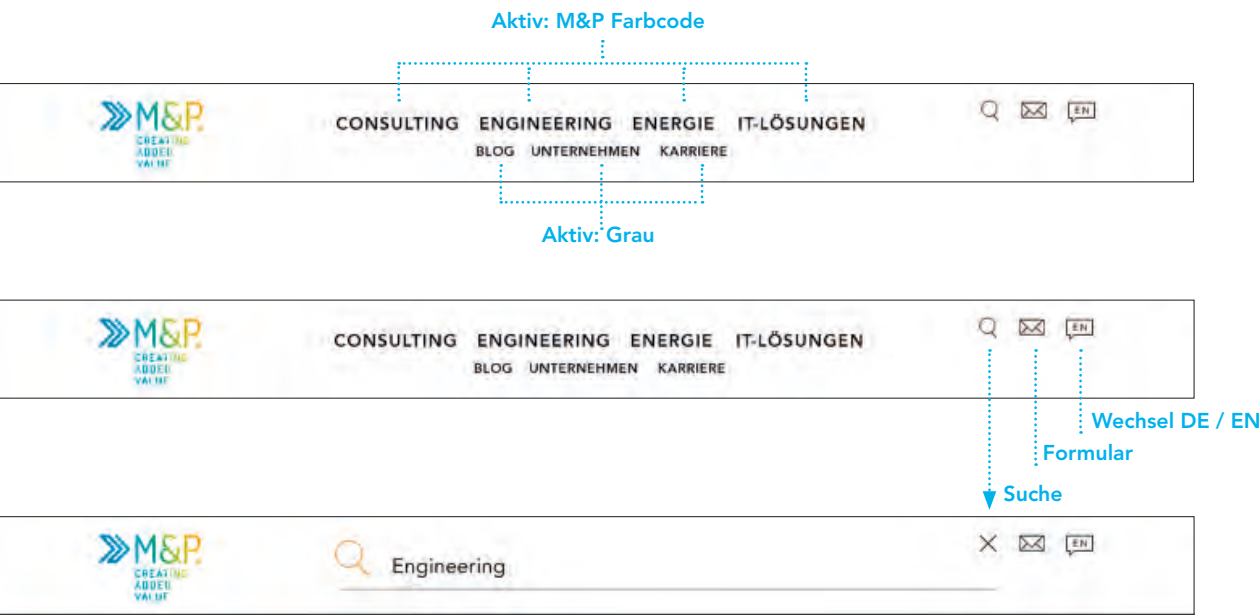 Aktiv: M&P Farbcode
M&P.
CREATING
ADDED
VALUE
CONSULTING ENGINEERING ENERGIE IT-LÖSUNGEN
BLOG UNTERNEHMEN KARRIERE
EN
Aktiv: Grau
M&P.
CREATING
ADDED
VALUE
CONSULTING ENGINEERING ENERGIE IT-LÖSUNGEN
BLOG UNTERNEHMEN KARRIERE
EN
Wechsel DE / EN
Formular
Suche
M&P.
CREATING
ADDED
VALUE
Engineering
EN